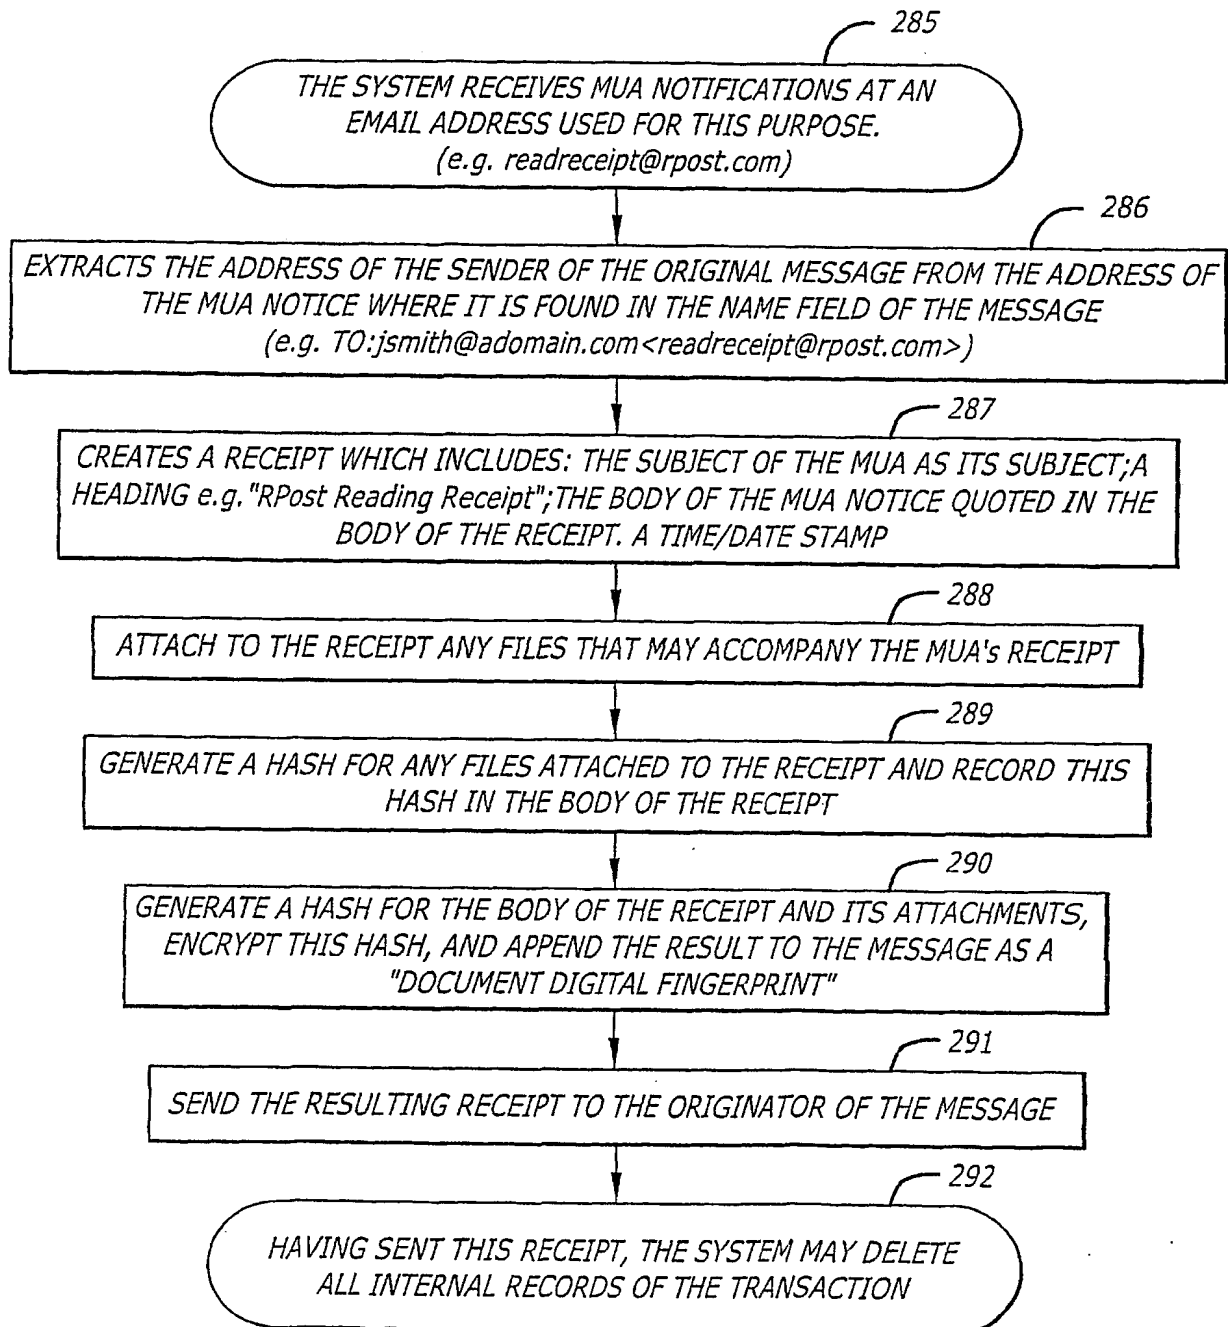 285
THE SYSTEM RECEIVES MUA NOTIFICATIONS AT AN
EMAIL ADDRESS USED FOR THIS PURPOSE.
(e.g. readreceipt@rpost.com)
286
EXTRACTS THE ADDRESS OF THE SENDER OF THE ORIGINAL MESSAGE FROM THE ADDRESS OF
THE MUA NOTICE WHERE IT IS FOUND IN THE NAME FIELD OF THE MESSAGE
(e.g. TO:jsmith@adomain.com<readreceipt@rpost.com>)
287
CREATES A RECEIPT WHICH INCLUDES: THE SUBJECT OF THE MUA AS ITS SUBJECT;A
HEADING e.g."RPost Reading Receipt";THE BODY OF THE MUA NOTICE QUOTED IN THE
BODY OF THE RECEIPT. A TIME/DATE STAMP
288
ATTACH TO THE RECEIPT ANY FILES THAT MAY ACCOMPANY THE MUA's RECEIPT
289
GENERATE A HASH FOR ANY FILES ATTACHED TO THE RECEIPT AND RECORD THIS
HASH IN THE BODY OF THE RECEIPT
290
GENERATE A HASH FOR THE BODY OF THE RECEIPT AND ITS ATTACHMENTS,
ENCRYPT THIS HASH, AND APPEND THE RESULT TO THE MESSAGE AS A
"DOCUMENT DIGITAL FINGERPRINT"
291
SEND THE RESULTING RECEIPT TO THE ORIGINATOR OF THE MESSAGE
292
HAVING SENT THIS RECEIPT, THE SYSTEM MAY DELETE
ALL INTERNAL RECORDS OF THE TRANSACTION